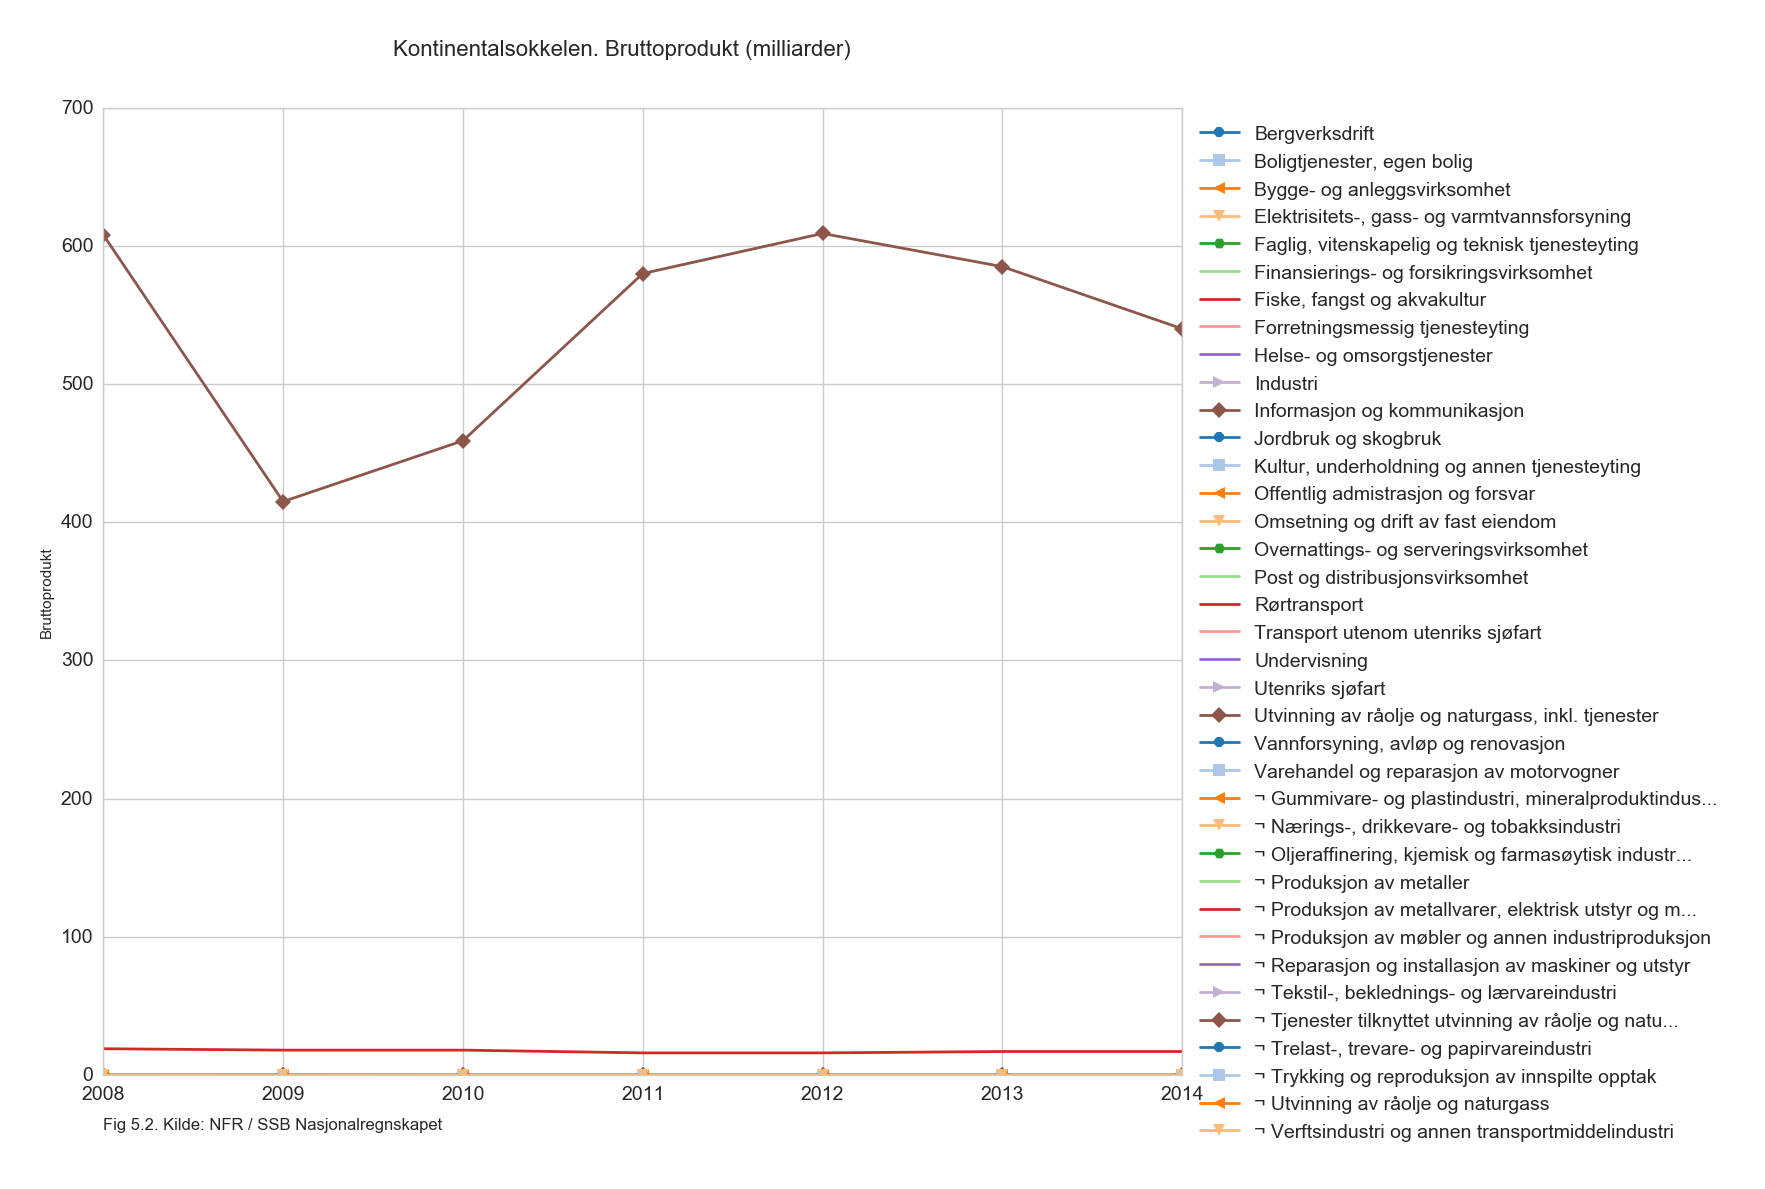 Kontinentalsokkelen. Bruttoprodukt (milliarder)
700
600
500
400
300
200
100
0
Bruttoprodukt
2008 2009 2010 2011 2012 2013 2014
Bergverksdrift
Boligtjenester, egen bolig
Bygge- og anleggsvirksomhet
Elektrisitets-, gass- og varmtvannsforsyning
Faglig, vitenskapelig og teknisk tjenesteyting
Finansierings- og forsikringsvirksomhet
Fiske, fangst og akvakultur
Forretningsmessig tjenesteyting
Helse- og omsorgstjenester
Industri
Informasjon og kommunikasjon
Jordbruk og skogbruk
Kultur, underholdning og annen tjenesteyting
Offentlig admistrasjon og forsvar
Omsetning og drift av fast eiendom
Overnattings- og serveringsvirksomhet
Post og distribusjonsvirksomhet
Rørtransport
Transport utenom utenriks sjøfart
Undervisning
Utenriks sjøfart
Utvinning av råolje og naturgass, inkl. tjenester
Vannforsyning, avløp og renovasjon
Varehandel og reparasjon av motorvogner
¬ Gummivare- og plastindustri, mineralproduktindus...
¬ Nærings-, drikkevare- og tobakksindustri
¬ Oljeraffinering, kjemisk og farmasøytisk industr...
¬ Produksjon av metaller
¬ Produksjon av metallvarer, elektrisk utstyr og m...
¬ Produksjon av møbler og annen industriproduksjon
¬ Reparasjon og installasjon av maskiner og utstyr
¬ Tekstil-, beklednings- og lærvareindustri
¬ Tjenester tilknyttet utvinning av råolje og natu...
¬ Trelast-, trevare- og papirvareindustri
¬ Trykking og reproduksjon av innspilte opptak
¬ Utvinning av råolje og naturgass
¬ Verftsindustri og annen transportmiddelindustri
Fig 5.2. Kilde: NFR / SSB Nasjonalregnskapet